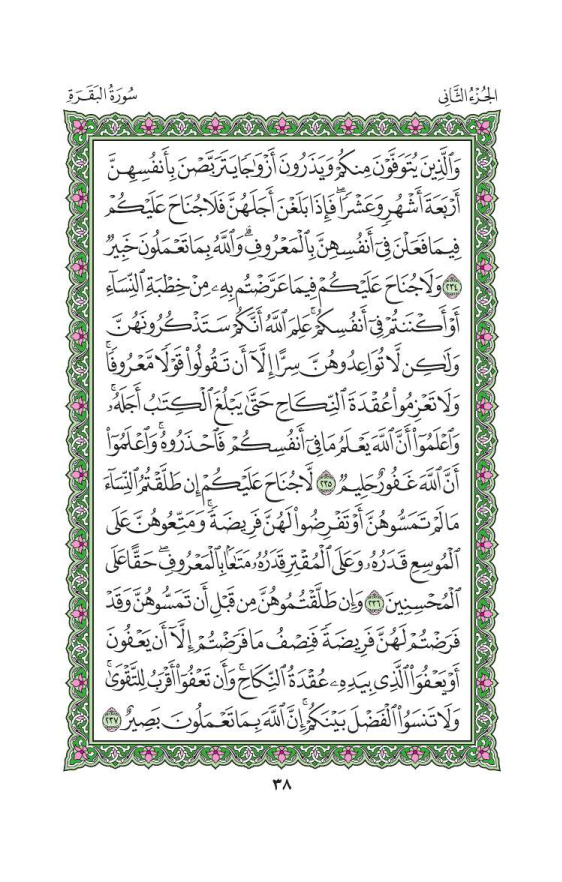 الجُزْءُ الثَّانِي
سُورَةُ البَقَرَةِ
وَٱلَّذِينَ يُتَوَفَّوْنَ مِنكُمْ وَيَذَرُونَ أَزْوَٰجًا يَتَرَبَّصْنَ بِأَنفُسِهِنَّ
أَرْبَعَةَ أَشْهُرٍ وَعَشْرًا ۖ فَإِذَا بَلَغْنَ أَجَلَهُنَّ فَلَا جُنَاحَ عَلَيْكُمْ
فِيمَا فَعَلْنَ فِىٓ أَنفُسِهِنَّ بِٱلْمَعْرُوفِ ۗ وَٱللَّهُ بِمَا تَعْمَلُونَ خَبِيرٌ
٢٣٤ وَلَا جُنَاحَ عَلَيْكُمْ فِيمَا عَرَّضْتُم بِهِۦ مِنْ خِطْبَةِ ٱلنِّسَآءِ
أَوْ أَكْنَنتُمْ فِىٓ أَنفُسِكُمْ ۚ عَلِمَ ٱللَّهُ أَنَّكُمْ سَتَذْكُرُونَهُنَّ
وَلَٰكِن لَّا تُوَاعِدُوهُنَّ سِرًّا إِلَّآ أَن تَقُولُوا۟ قَوْلًا مَّعْرُوفًا ۚ
وَلَا تَعْزِمُوا۟ عُقْدَةَ ٱلنِّكَاحِ حَتَّىٰ يَبْلُغَ ٱلْكِتَٰبُ أَجَلَهُۥ ۚ
وَٱعْلَمُوٓا۟ أَنَّ ٱللَّهَ يَعْلَمُ مَا فِىٓ أَنفُسِكُمْ فَٱحْذَرُوهُ ۚ وَٱعْلَمُوٓا۟
أَنَّ ٱللَّهَ غَفُورٌ حَلِيمٌ ٢٣٥ لَّا جُنَاحَ عَلَيْكُمْ إِن طَلَّقْتُمُ ٱلنِّسَآءَ
مَا لَمْ تَمَسُّوهُنَّ أَوْ تَفْرِضُوا۟ لَهُنَّ فَرِيضَةً ۚ وَمَتِّعُوهُنَّ عَلَى
ٱلْمُوسِعِ قَدَرُهُۥ وَعَلَى ٱلْمُقْتِرِ قَدَرُهُۥ مَتَٰعًۢا بِٱلْمَعْرُوفِ ۖ حَقًّا عَلَى
ٱلْمُحْسِنِينَ ٢٣٦ وَإِن طَلَّقْتُمُوهُنَّ مِن قَبْلِ أَن تَمَسُّوهُنَّ وَقَدْ
فَرَضْتُمْ لَهُنَّ فَرِيضَةً فَنِصْفُ مَا فَرَضْتُمْ إِلَّآ أَن يَعْفُونَ
أَوْ يَعْفُوَا۟ ٱلَّذِى بِيَدِهِۦ عُقْدَةُ ٱلنِّكَاحِ ۚ وَأَن تَعْفُوٓا۟ أَقْرَبُ لِلتَّقْوَىٰ ۚ
وَلَا تَنسَوُا۟ ٱلْفَضْلَ بَيْنَكُمْ ۚ إِنَّ ٱللَّهَ بِمَا تَعْمَلُونَ بَصِيرٌ ٢٣٧
٣٨